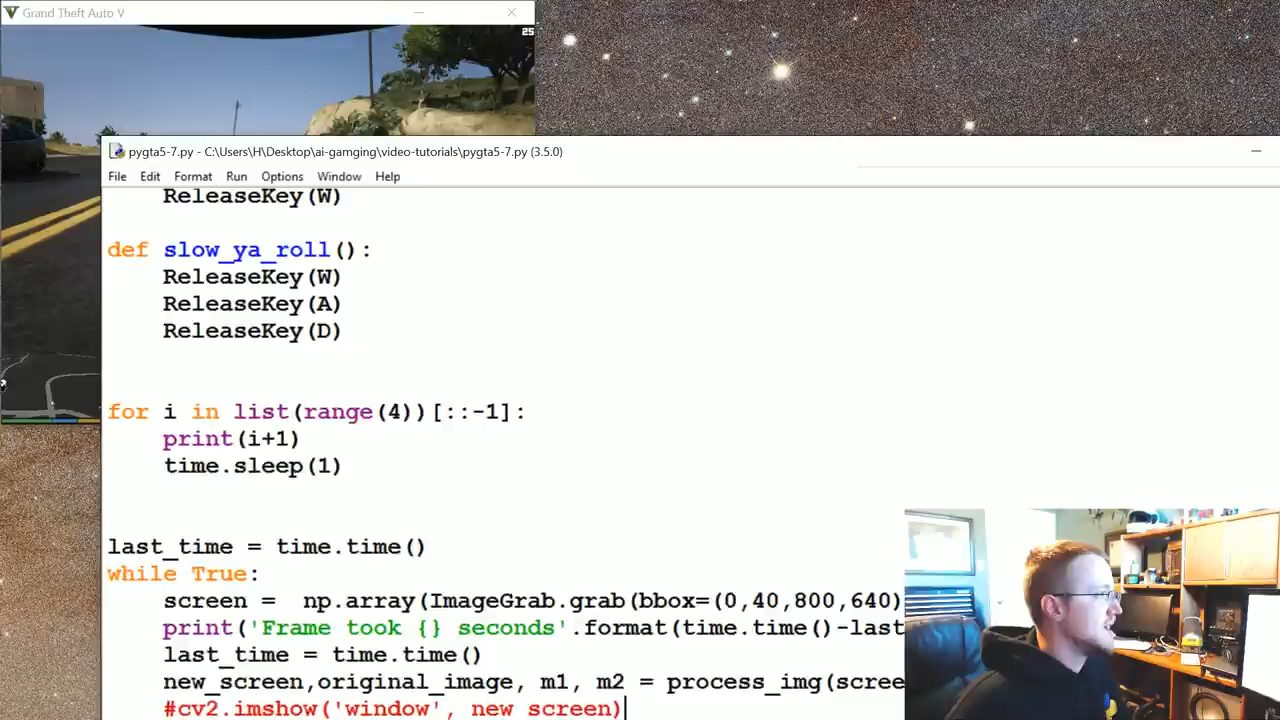 Grand Theft Auto V
25
pygta5-7.py - C:\Users\H\Desktop\ai-gamging\video-tutorials\pygta5-7.py (3.5.0)
File Edit Format Run Options Window Help
ReleaseKey(W)
def slow_ya_roll():
ReleaseKey(W)
ReleaseKey(A)
ReleaseKey(D)
for i in list(range(4))[::-1]:
print(i+1)
time.sleep(1)
last_time = time.time()
while True:
screen =  np.array(ImageGrab.grab(bbox=(0,40,800,640)
print('Frame took {} seconds'.format(time.time()-last
last_time = time.time()
new_screen,original_image, m1, m2 = process_img(scree
#cv2.imshow('window', new_screen)